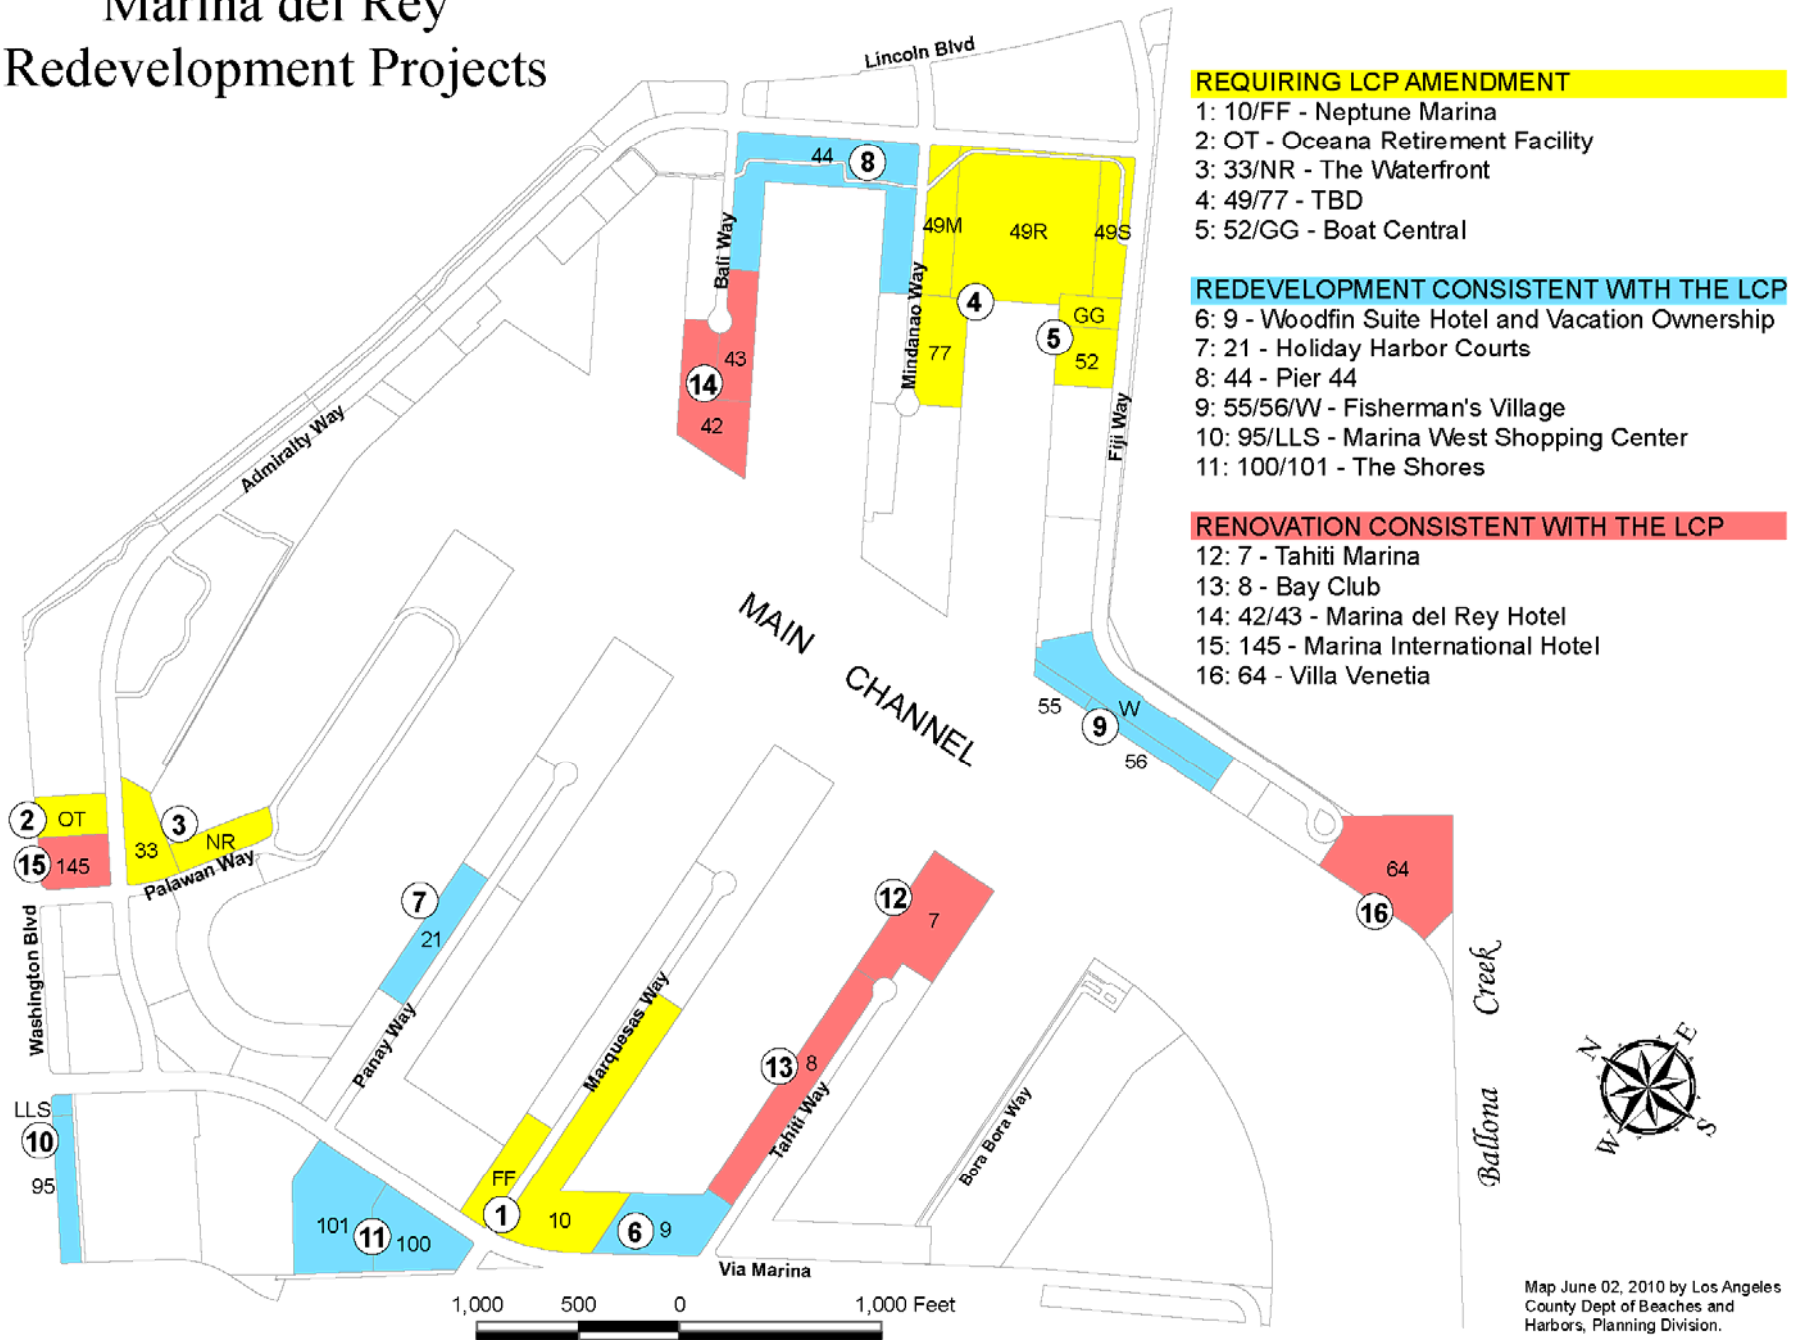 Marina del Rey
Redevelopment Projects
Lincoln Blvd
REQUIRING LCP AMENDMENT
1: 10/FF - Neptune Marina
2: OT - Oceana Retirement Facility
3: 33/NR - The Waterfront
4: 49/77 - TBD
5: 52/GG - Boat Central
REDEVELOPMENT CONSISTENT WITH THE LCP
6: 9 - Woodfin Suite Hotel and Vacation Ownership
7: 21 - Holiday Harbor Courts
8: 44 - Pier 44
9: 55/56/W - Fisherman's Village
10: 95/LLS - Marina West Shopping Center
11: 100/101 - The Shores
RENOVATION CONSISTENT WITH THE LCP
12: 7 - Tahiti Marina
13: 8 - Bay Club
14: 42/43 - Marina del Rey Hotel
15: 145 - Marina International Hotel
16: 64 - Villa Venetia
44
8
49M
49R
49S
Bali Way
Mindanao Way
4
GG
5
52
77
43
14
42
Fiji Way
Admiralty Way
MAIN
CHANNEL
55
W
9
56
2
OT
3
33
NR
15
145
Palawan Way
64
16
7
21
12
7
Washington Blvd
Panay Way
Marquesas Way
13
8
Tahiti Way
Bora Bora Way
Ballona Creek
N
E
S
W
LLS
10
95
FF
1
10
6
9
101
11
100
Via Marina
1,000
500
0
1,000 Feet
Map June 02, 2010 by Los Angeles
County Dept of Beaches and
Harbors, Planning Division.